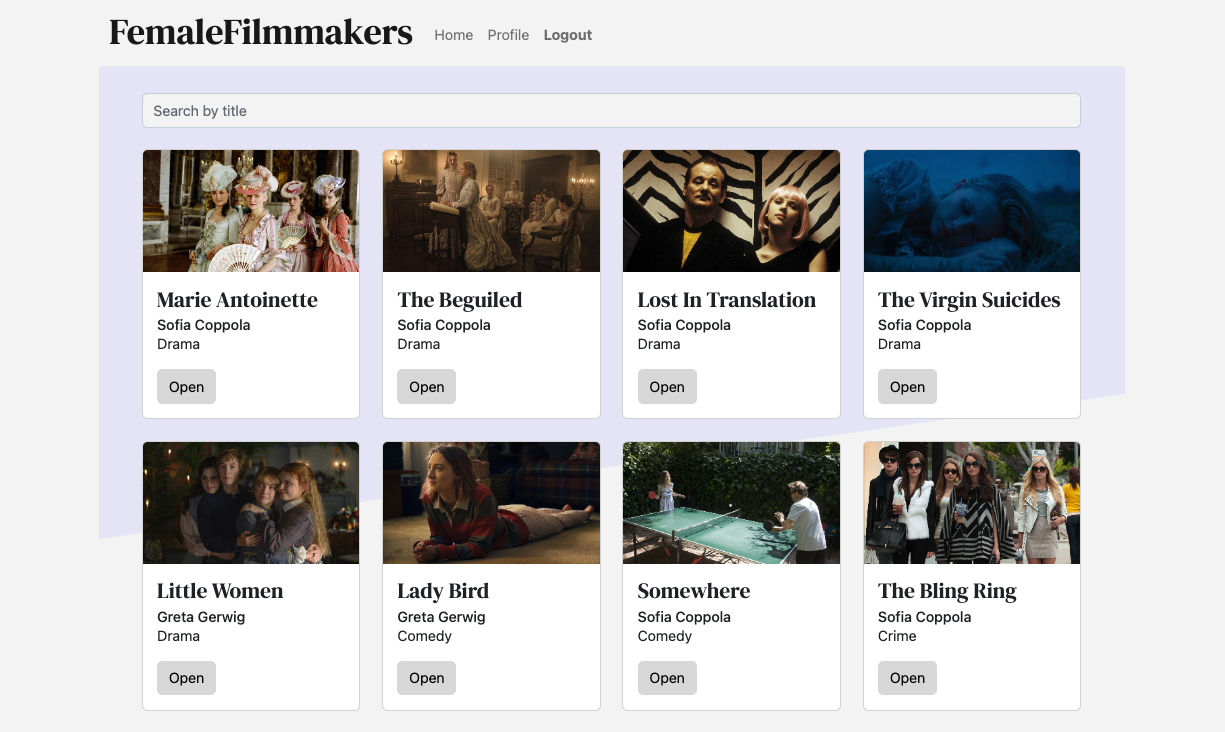 FemaleFilmmakers Home Profile Logout
Search by title
Marie Antoinette
Sofia Coppola
Drama
Open
The Beguiled
Sofia Coppola
Drama
Open
Lost In Translation
Sofia Coppola
Drama
Open
The Virgin Suicides
Sofia Coppola
Drama
Open
Little Women
Greta Gerwig
Drama
Open
Lady Bird
Greta Gerwig
Comedy
Open
Somewhere
Sofia Coppola
Comedy
Open
The Bling Ring
Sofia Coppola
Crime
Open